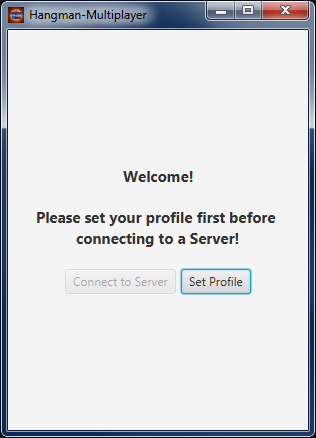 Hangman-Multiplayer
Welcome!
Please set your profile first before
connecting to a Server!
Connect to Server Set Profile